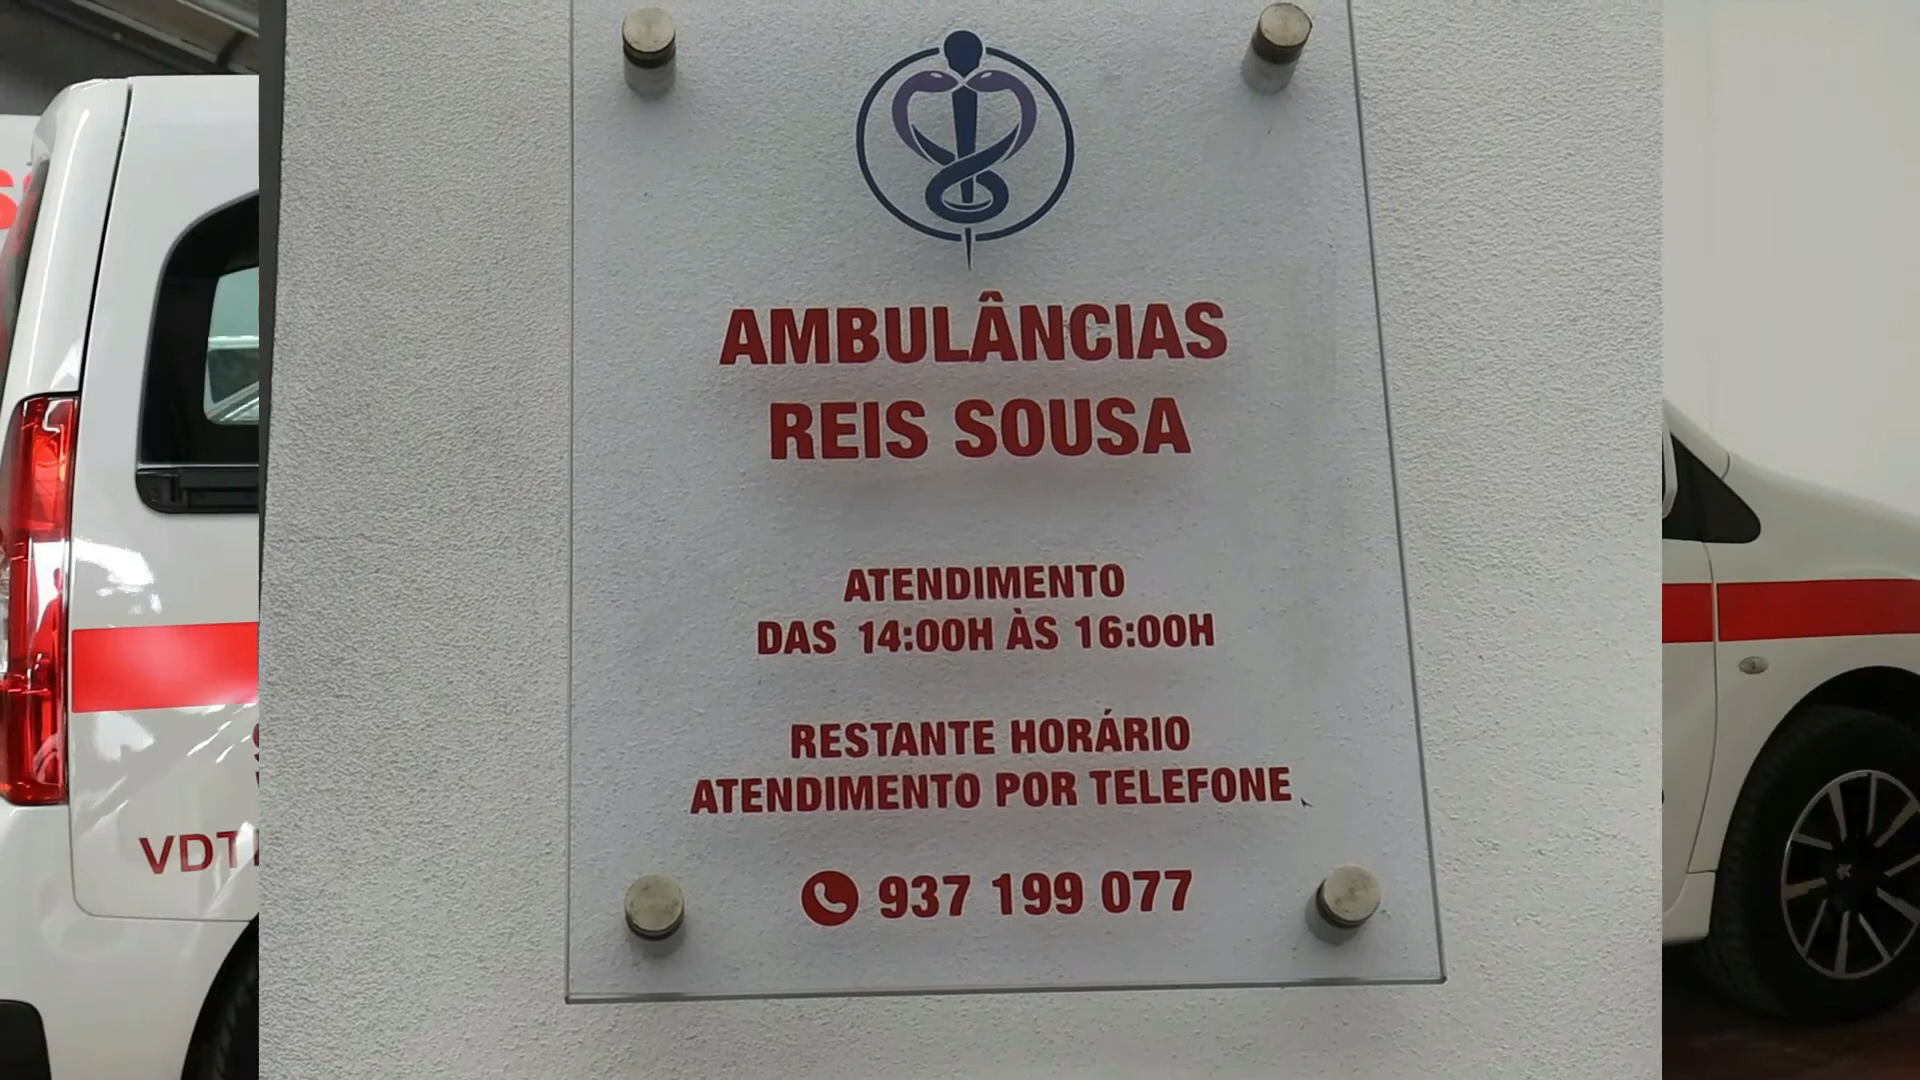 AMBULÂNCIAS
REIS SOUSA
ATENDIMENTO
DAS 14:00H ÀS 16:00H
RESTANTE HORÁRIO
ATENDIMENTO POR TELEFONE
937 199 077
VDT